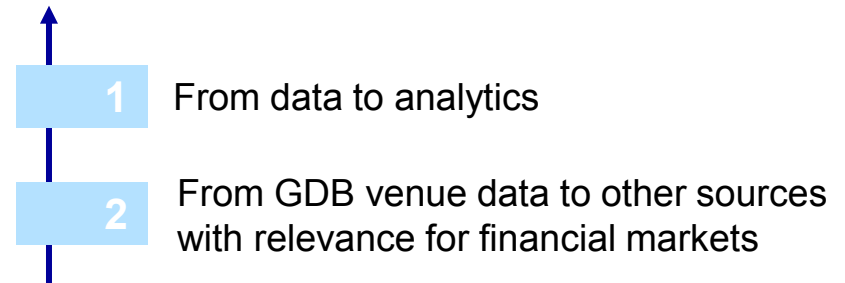 1 From data to analytics
2 From GDB venue data to other sources
with relevance for financial markets